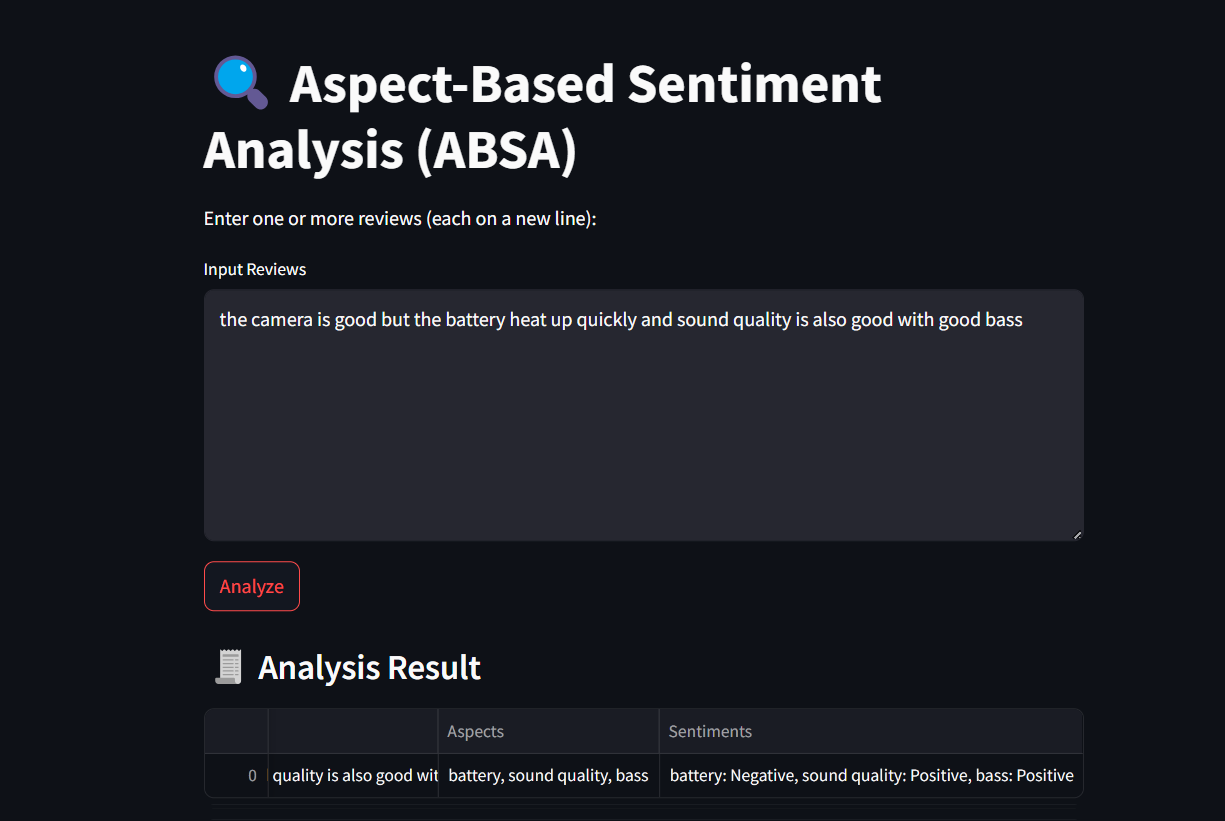 Aspect-Based Sentiment
Analysis (ABSA)
Enter one or more reviews (each on a new line):
Input Reviews
the camera is good but the battery heat up quickly and sound quality is also good with good bass
Analyze
Analysis Result
Aspects Sentiments
0 quality is also good wit battery, sound quality, bass battery: Negative, sound quality: Positive, bass: Positive